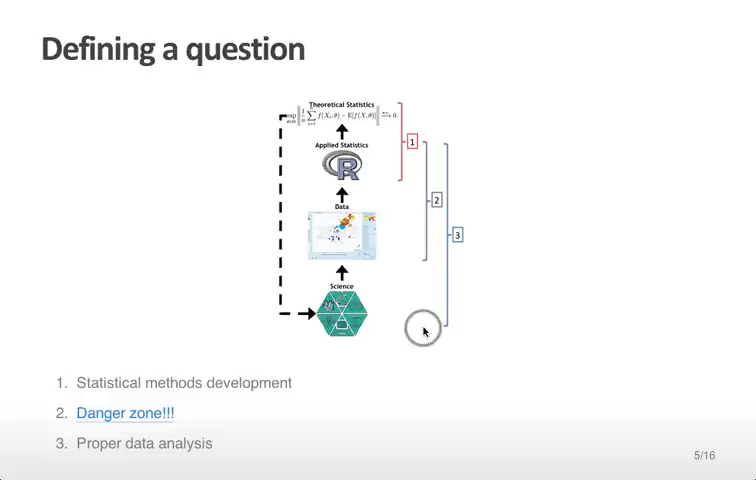 Defining a question
Theoretical Statistics
Applied Statistics
R
1
Data
2
3
Science
1. Statistical methods development
2. Danger zone!!!
3. Proper data analysis
5/16